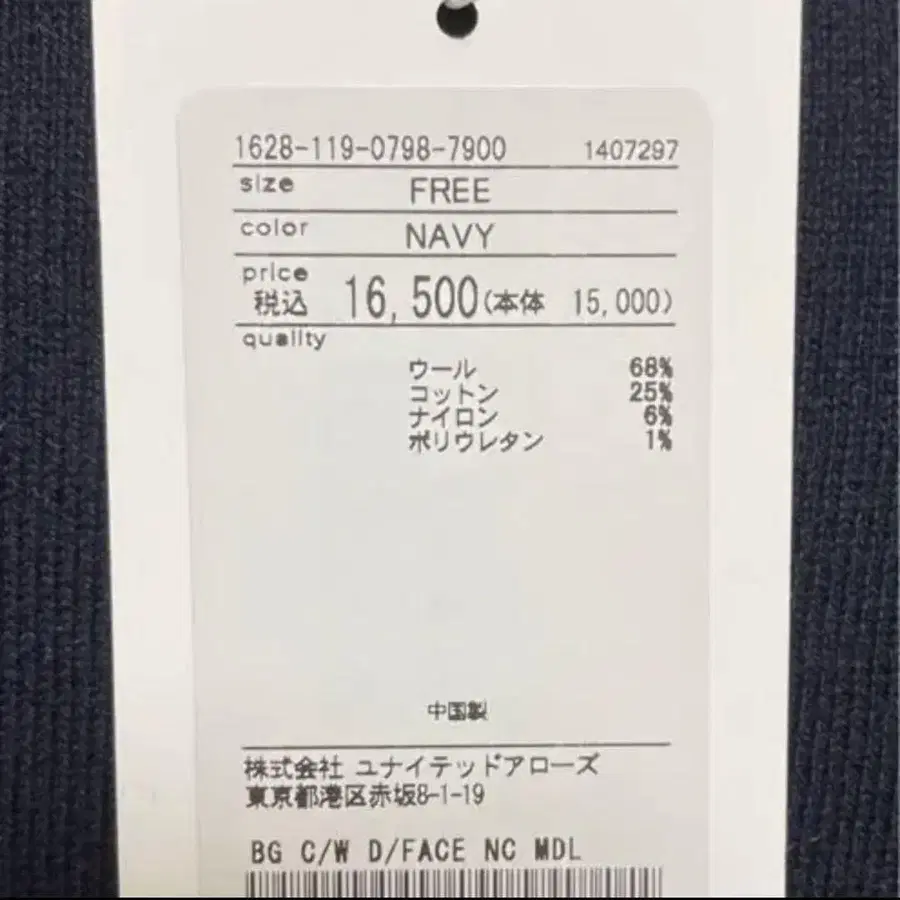 1628-119-0798-7900 1407297
size FREE
color NAVY
price
税込 16,500(本体 15,000)
quality
ウール 68%
コットン 25%
ナイロン 6%
ポリウレタン 1%
中国製
株式会社 ユナイテッドアローズ
東京都港区赤坂8-1-19
BG C/W D/FACE NC MDL